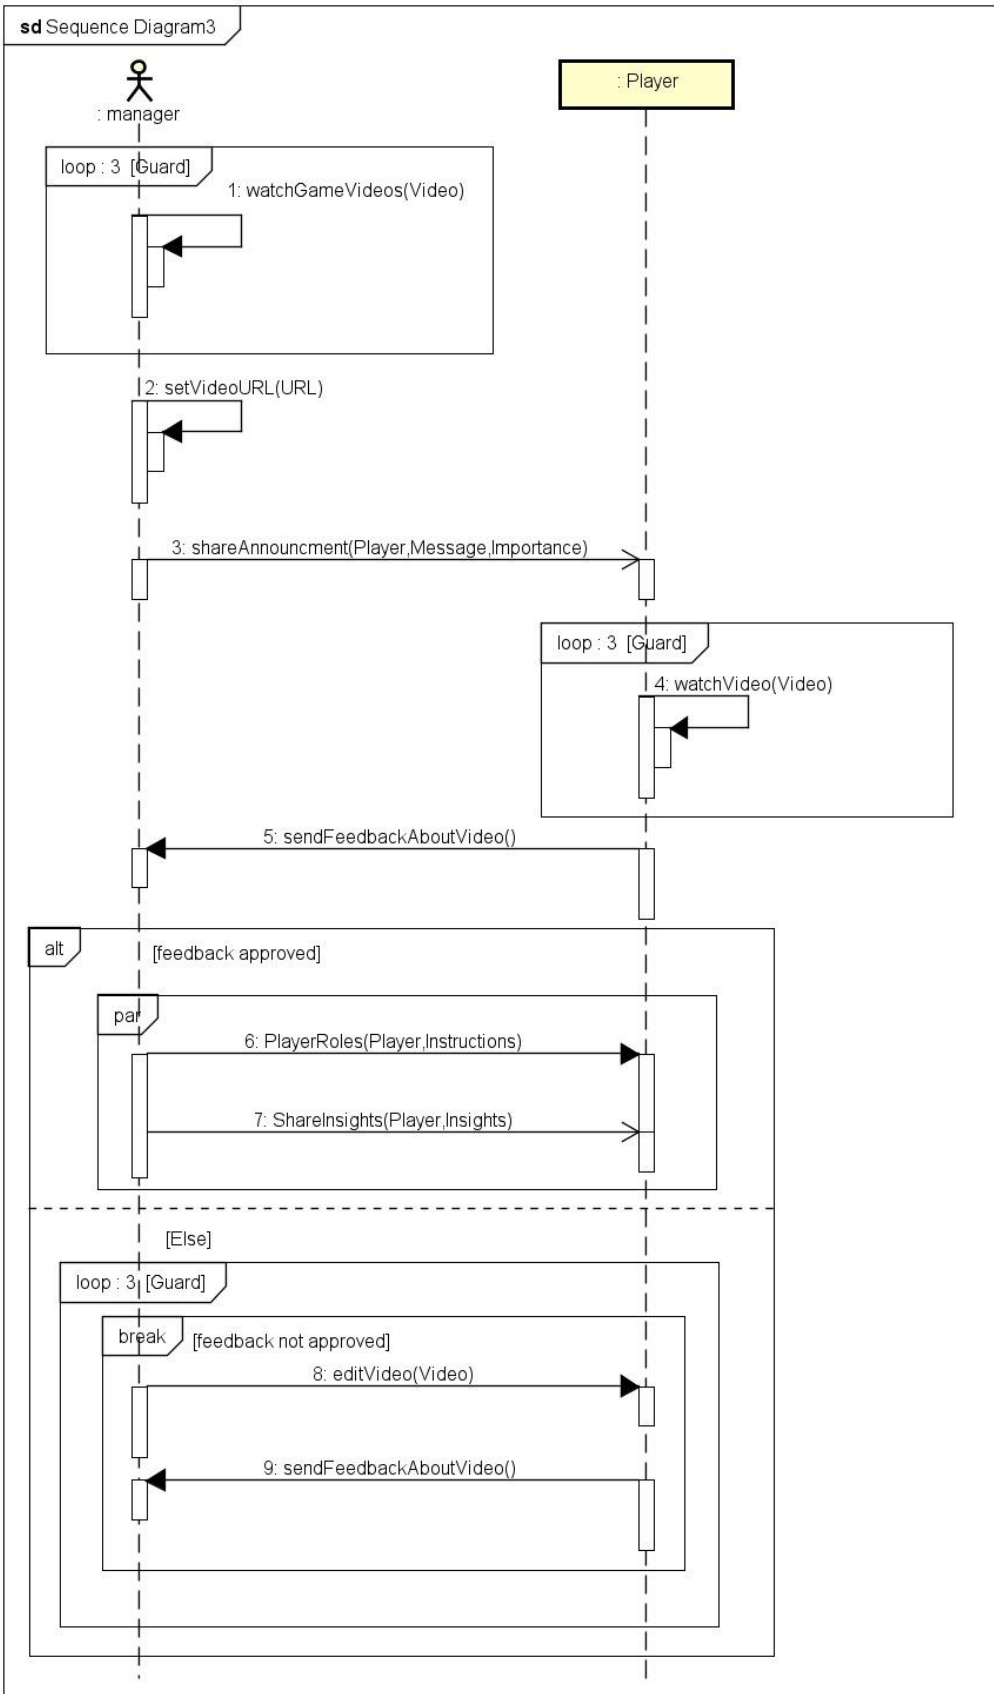 sd Sequence Diagram3
: manager
: Player
loop : 3 [Guard]
1: watchGameVideos(Video)
2: setVideoURL(URL)
3: shareAnnouncment(Player,Message,Importance)
loop : 3 [Guard]
4: watchVideo(Video)
5: sendFeedbackAboutVideo()
alt
[feedback approved]
par
6: PlayerRoles(Player,Instructions)
7: ShareInsights(Player,Insights)
[Else]
loop : 3 [Guard]
break
[feedback not approved]
8: editVideo(Video)
9: sendFeedbackAboutVideo()